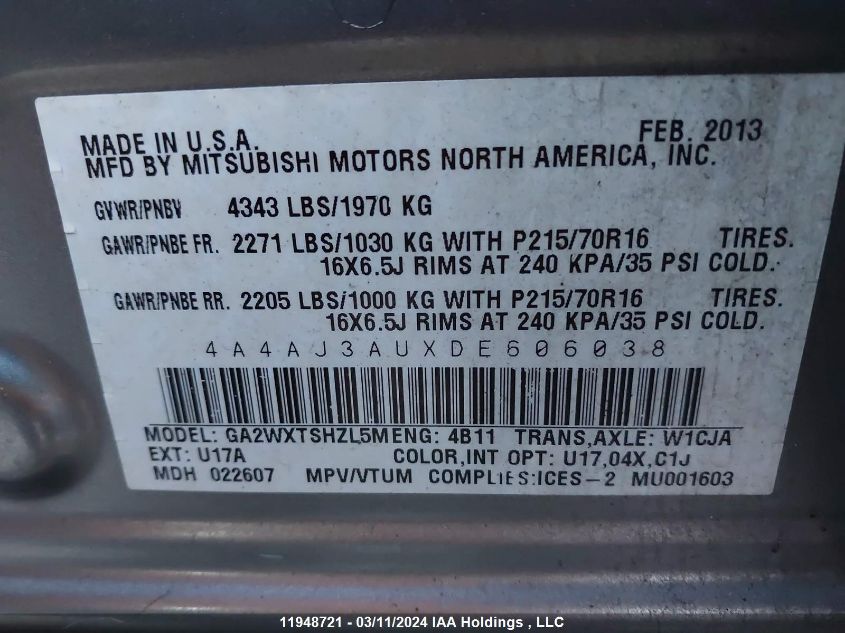 FEB. 2013
MADE IN U.S.A.
MFD BY MITSUBISHI MOTORS NORTH AMERICA, INC.
GVWR/PNBV 4343 LBS/1970 KG
GAWR/PNBE FR. 2271 LBS/1030 KG WITH P215/70R16 TIRES.
16X6.5J RIMS AT 240 KPA/35 PSI COLD.
GAWR/PNBE RR. 2205 LBS/1000 KG WITH P215/70R16 TIRES.
16X6.5J RIMS AT 240 KPA/35 PSI COLD.
4A4AJ3AUXDE606038
MODEL: GA2WXTSHZL5M ENG: 4B11 TRANS,AXLE: W1CJA
EXT: U17A COLOR,INT OPT: U17,04X,C1J
MDH 022607 MPV/VTUM COMPLIES:ICES-2 MU001603
11948721 - 03/11/2024 IAA Holdings , LLC